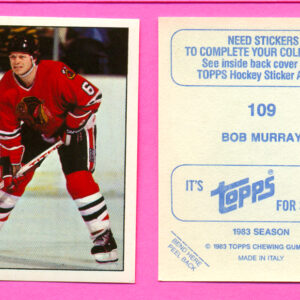 6
NEED STICKERS
TO COMPLETE YOUR COLL
See inside back cover
TOPPS Hockey Sticker A
109
BOB MURRAY
IT'S
TOPPS
FOR S
1983 SEASON
BEND HERE
PEEL BACK
© 1983 TOPPS CHEWING GUM
MADE IN ITALY